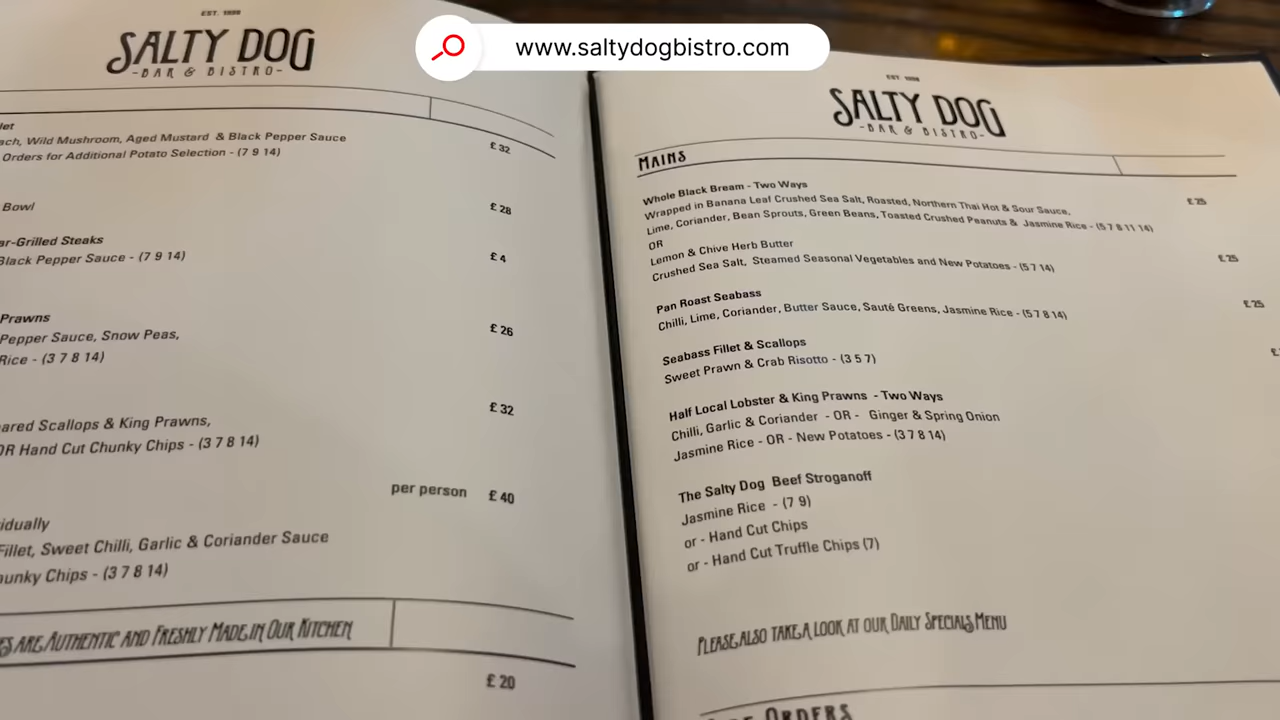 www.saltydogbistro.com
EST. 1989
SALTY DOG
-BAR & BISTRO-
Wild Mushroom, Aged Mustard & Black Pepper Sauce
Orders for Additional Potato Selection - (7 9 14)
£ 32
Bowl
£ 28
Grilled Steaks
Black Pepper Sauce - (7 9 14)
£ 4
Prawns
Pepper Sauce, Snow Peas,
Rice - (3 7 8 14)
£ 26
Scallops & King Prawns,
OR Hand Cut Chunky Chips - (3 7 8 14)
£ 32
per person £ 40
Fillet, Sweet Chilli, Garlic & Coriander Sauce
Chips - (3 7 8 14)
ARE AUTHENTIC AND FRESHLY MADE IN OUR KITCHEN
£ 20
SALTY DOG
-BAR & BISTRO-
MAINS
Whole Black Bream - Two Ways
Wrapped in Banana Leaf Crushed Sea Salt, Roasted, Northern Thai Hot & Sour Sauce,
Lime, Coriander, Bean Sprouts, Green Beans, Toasted Crushed Peanuts & Jasmine Rice - (5 7 8 11 14)
£ 25
OR
Lemon & Chive Herb Butter
Crushed Sea Salt, Steamed Seasonal Vegetables and New Potatoes - (5 7 14)
£ 25
Pan Roast Seabass
Chilli, Lime, Coriander, Butter Sauce, Sauté Greens, Jasmine Rice - (5 7 8 14)
£ 25
Seabass Fillet & Scallops
Sweet Prawn & Crab Risotto - (3 5 7)
£
Half Local Lobster & King Prawns - Two Ways
Chilli, Garlic & Coriander - OR - Ginger & Spring Onion
Jasmine Rice - OR - New Potatoes - (3 7 8 14)
The Salty Dog Beef Stroganoff
Jasmine Rice - (7 9)
or - Hand Cut Chips
or - Hand Cut Truffle Chips (7)
PLEASE ALSO TAKE A LOOK AT OUR DAILY SPECIALS MENU
ORDERS